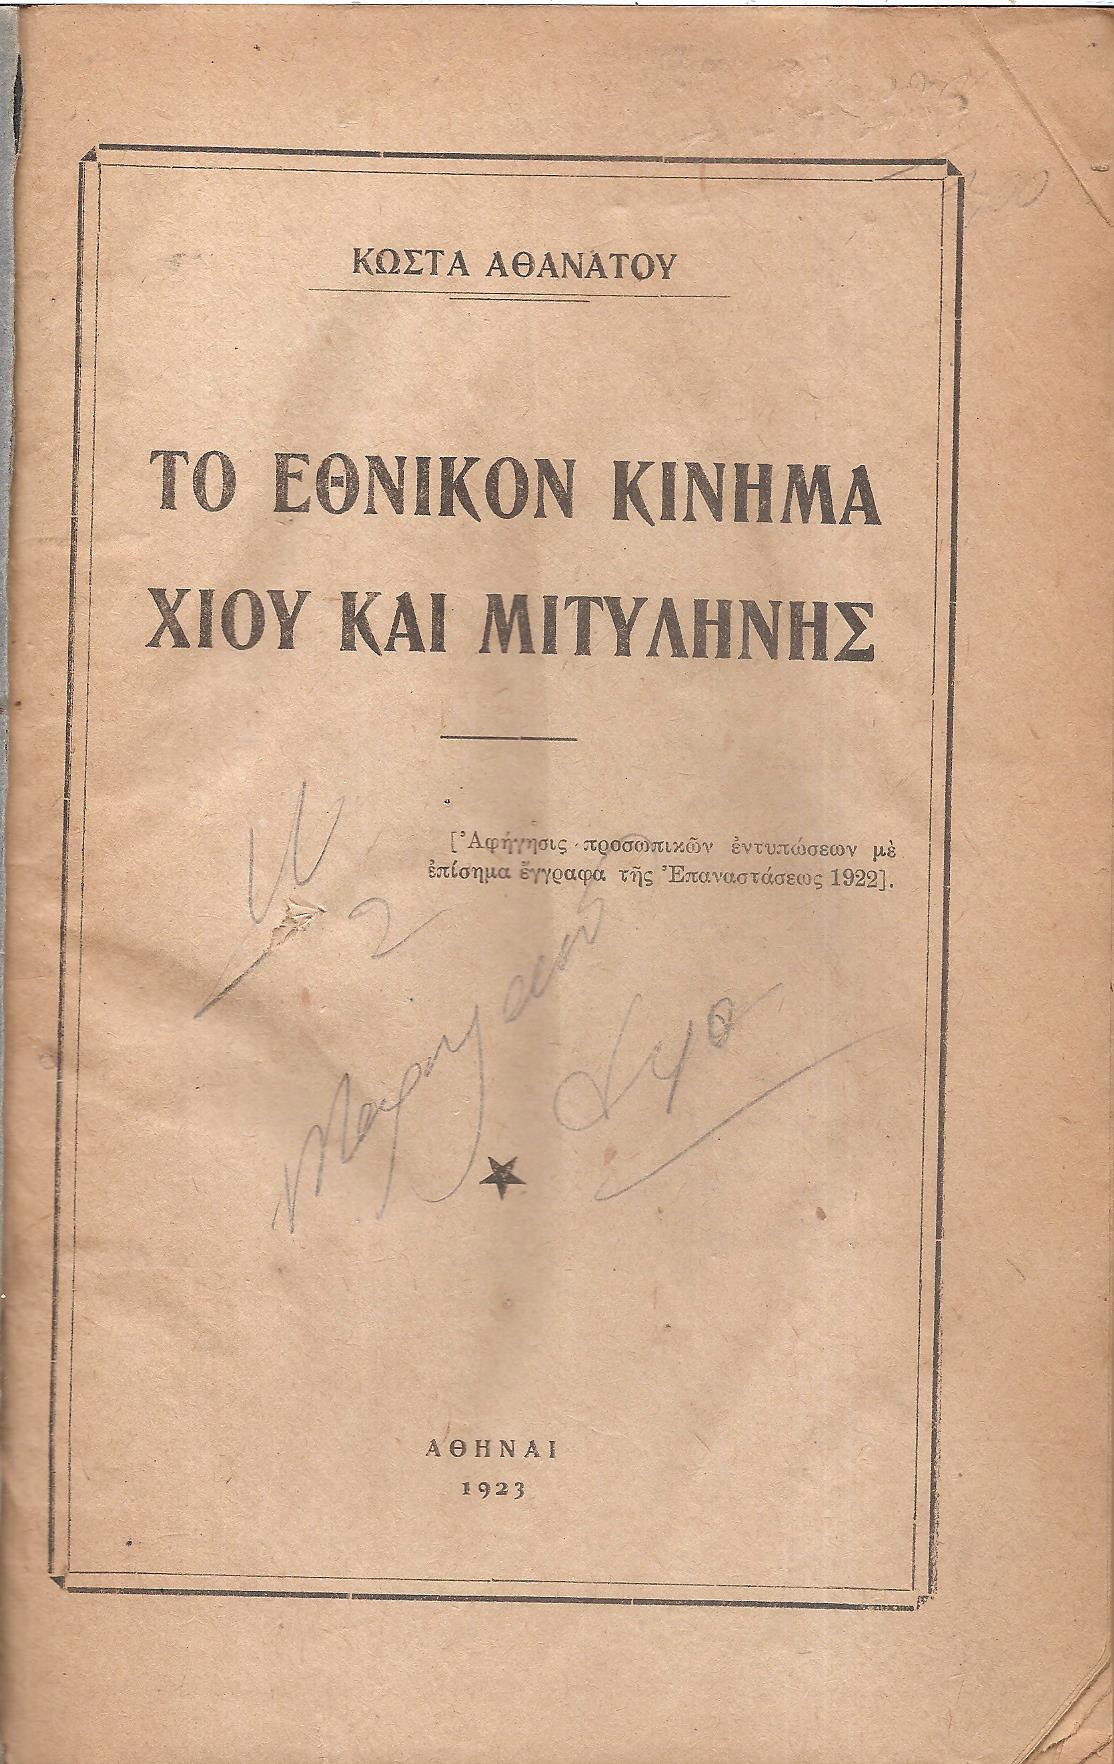 ΚΩΣΤΑ ΑΘΑΝΑΤΟΥ
ΤΟ ΕΘΝΙΚΟΝ ΚΙΝΗΜΑ
ΧΙΟΥ ΚΑΙ ΜΙΤΥΛΗΝΗΣ
[Ἀφήγησις προσωπικῶν ἐντυπώσεων μὲ
ἐπίσημα ἔγγραφα τῆς Ἐπαναστάσεως 1922].
2
ΑΘΗΝΑΙ
1923